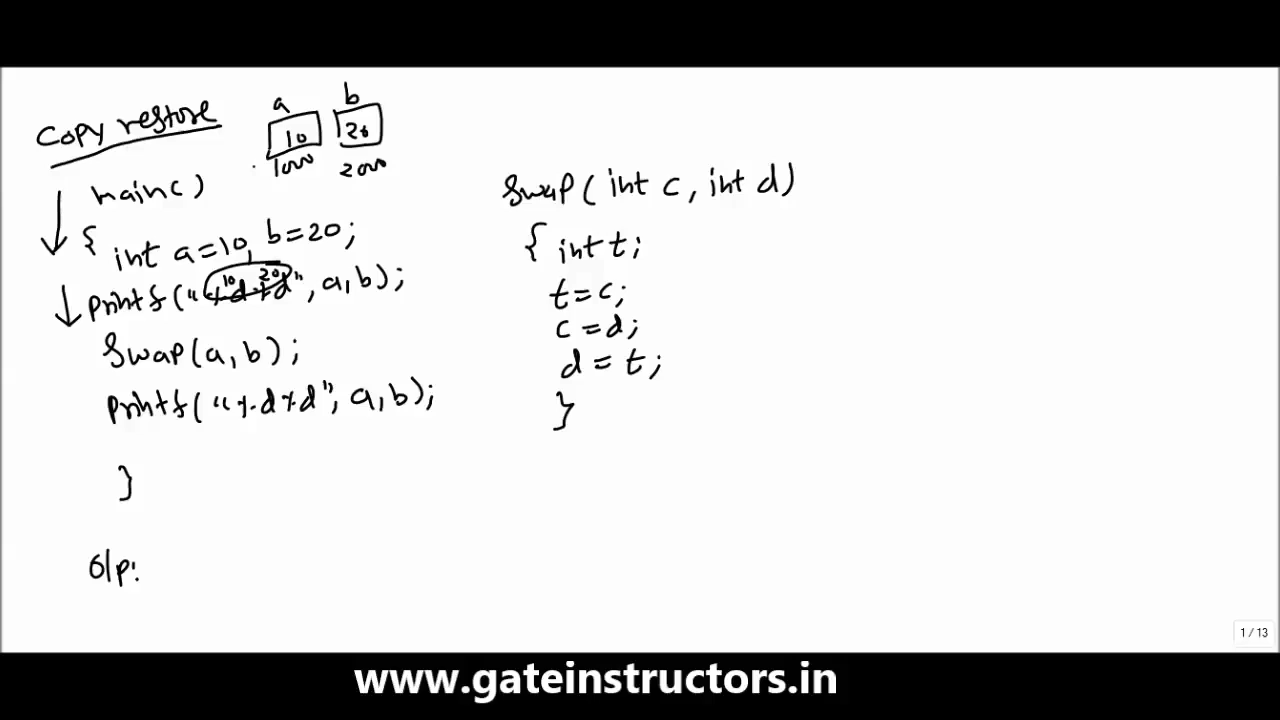 Copy restore
a b
10 20
1000 2000
main()
{
int a=10, b=20;
10 20
printf("%d%d", a,b);
Swap(a,b);
printf("%d%d", a,b);
}
o/p:
Swap(int c, int d)
{ int t;
t=c;
c=d;
d=t;
}
1 / 13
www.gateinstructors.in